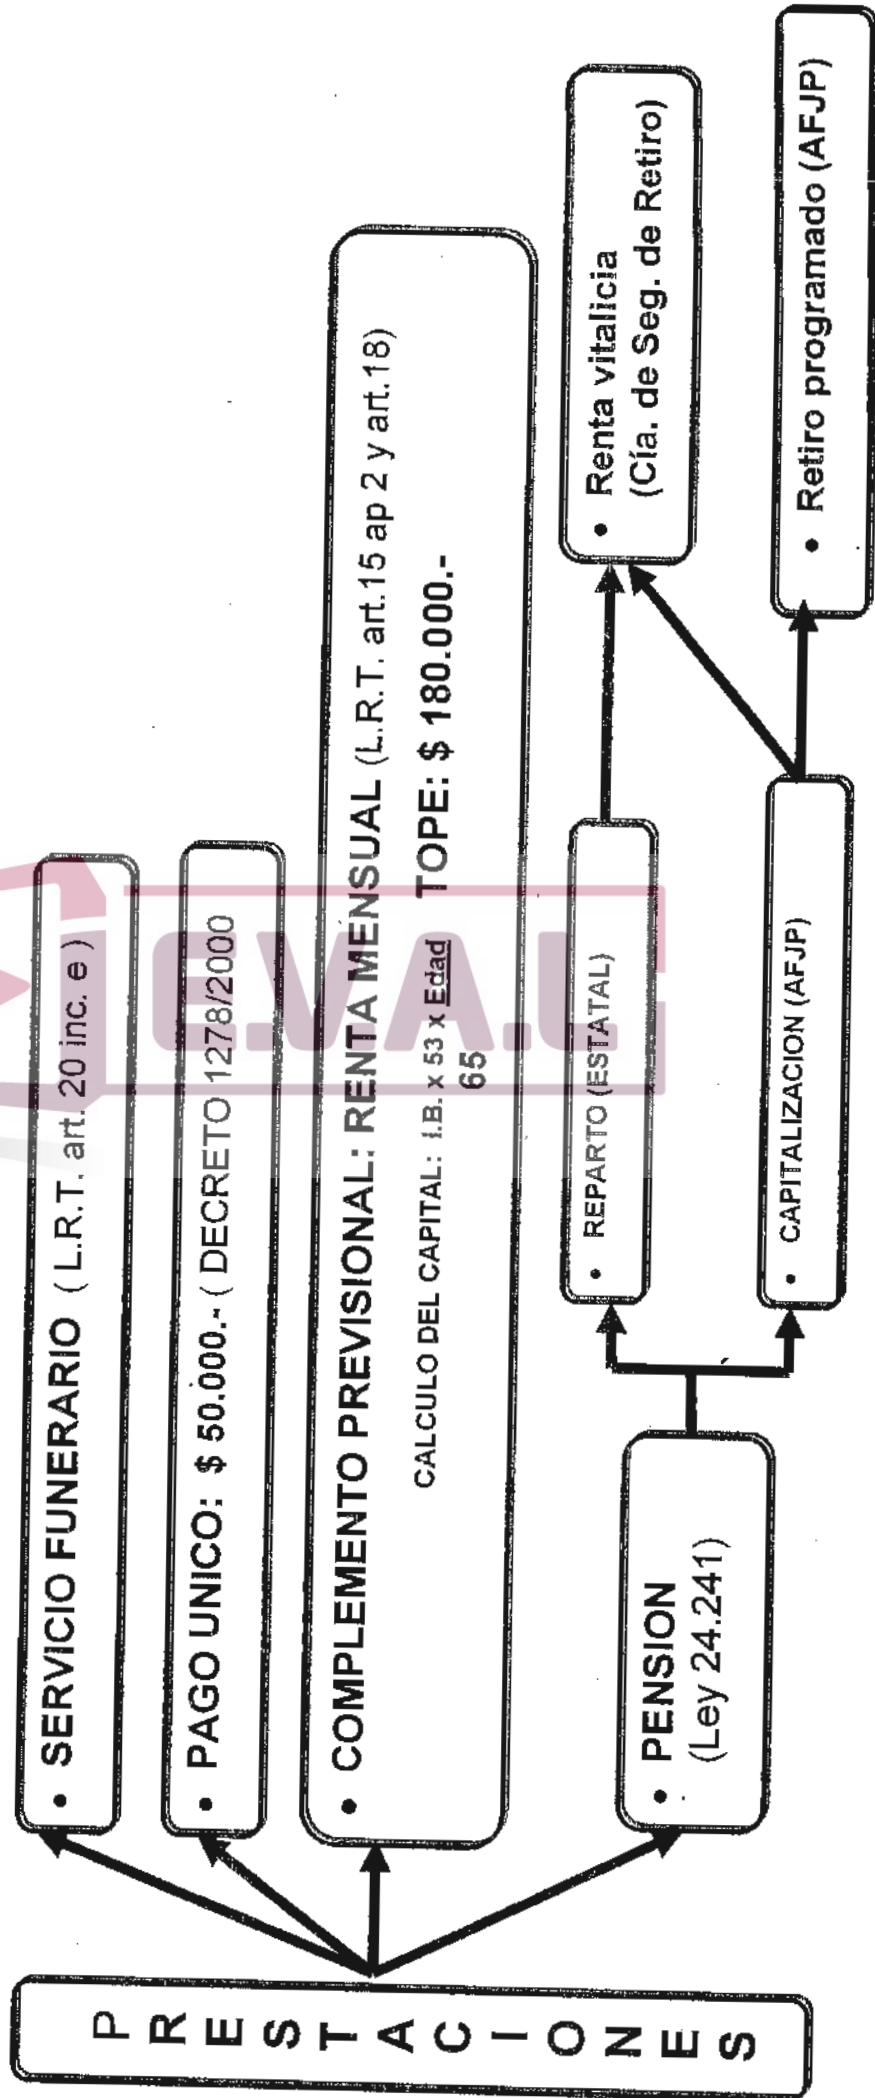 PRESTACIONES
• SERVICIO FUNERARIO ( L.R.T. art. 20 inc. e )
• PAGO UNICO: $ 50.000.- ( DECRETO 1278/2000
• COMPLEMENTO PREVISIONAL: RENTA MENSUAL (L.R.T. art.15 ap 2 y art.18)
CALCULO DEL CAPITAL: I.B. x 53 x Edad TOPE: $ 180.000.-
65
• PENSION
(Ley 24.241)
• REPARTO (ESTATAL)
• CAPITALIZACION (AFJP)
• Renta vitalicia
(Cía. de Seg. de Retiro)
• Retiro programado (AFJP)
C.V.A.L.